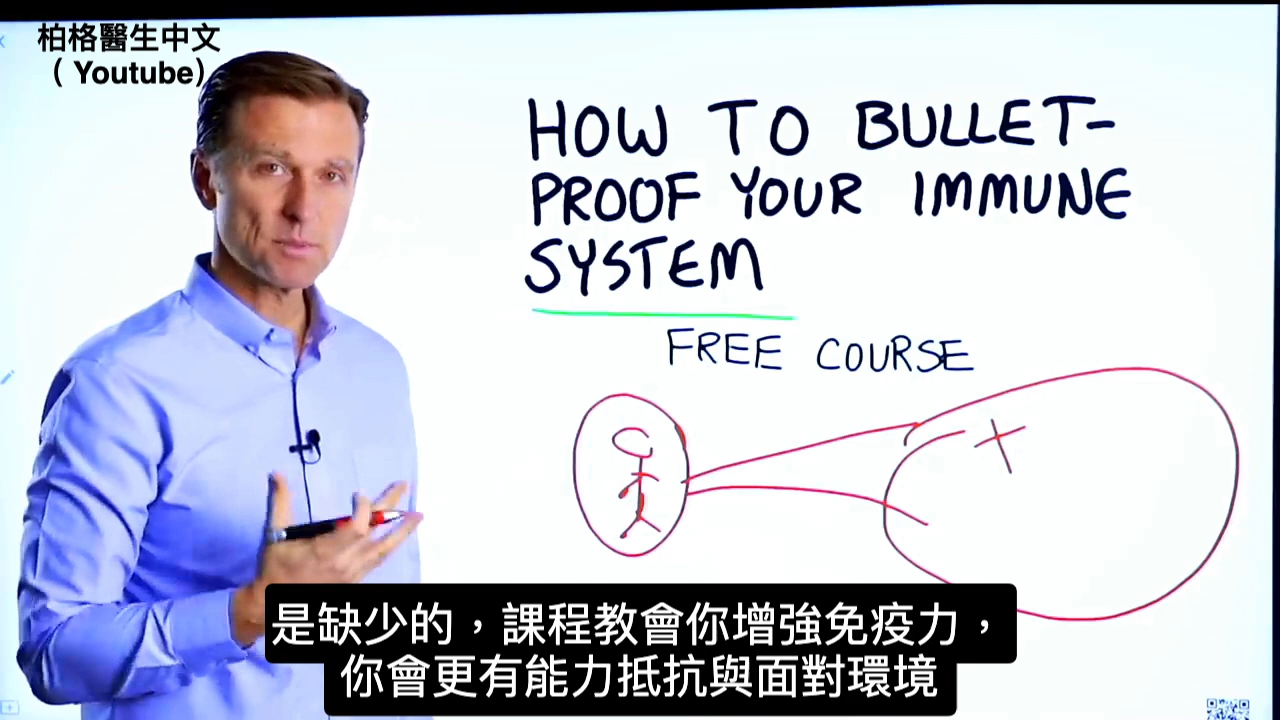 柏格醫生中文
( Youtube)
HOW TO BULLET-
PROOF YOUR IMMUNE
SYSTEM
FREE COURSE
是缺少的，課程教會你增強免疫力，
你會更有能力抵抗與面對環境